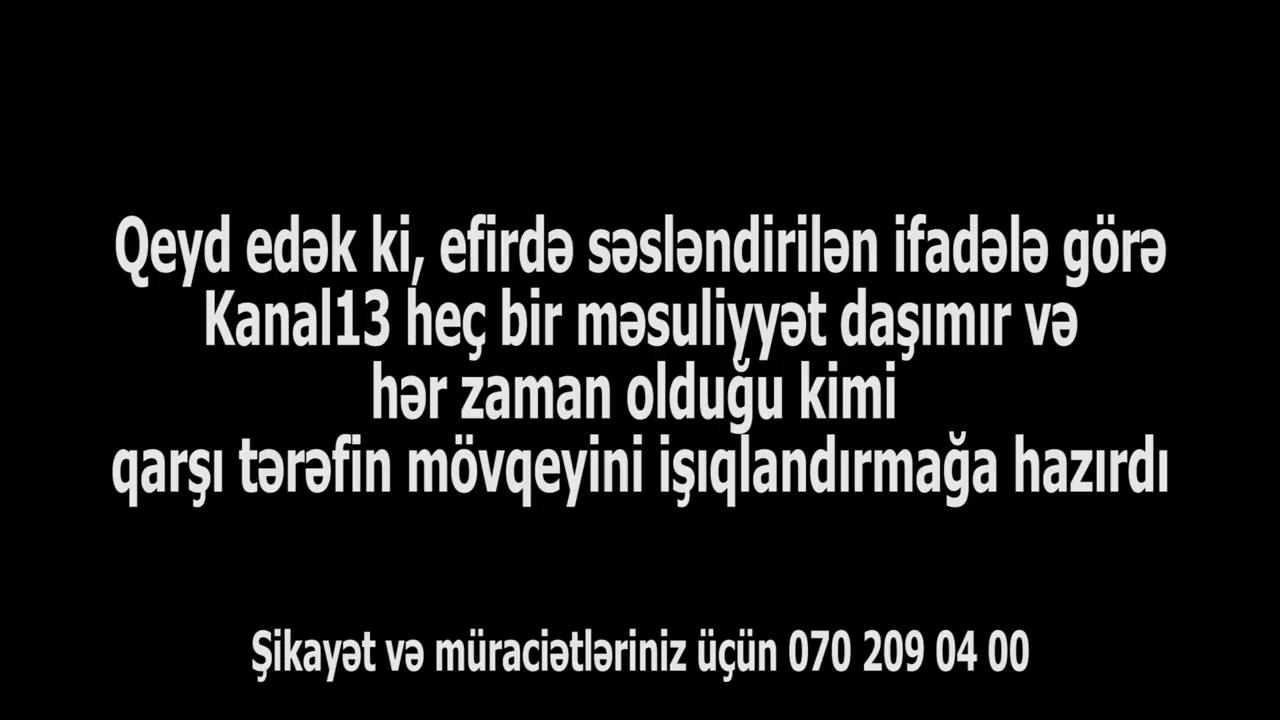 Qeyd edək ki, efirdə səsləndirilən ifadələ görə
Kanal13 heç bir məsuliyyət daşımır və
hər zaman olduğu kimi
qarşı tərəfin mövqeyini işıqlandırmağa hazırdı
Şikayət və müraciətləriniz üçün 070 209 04 00